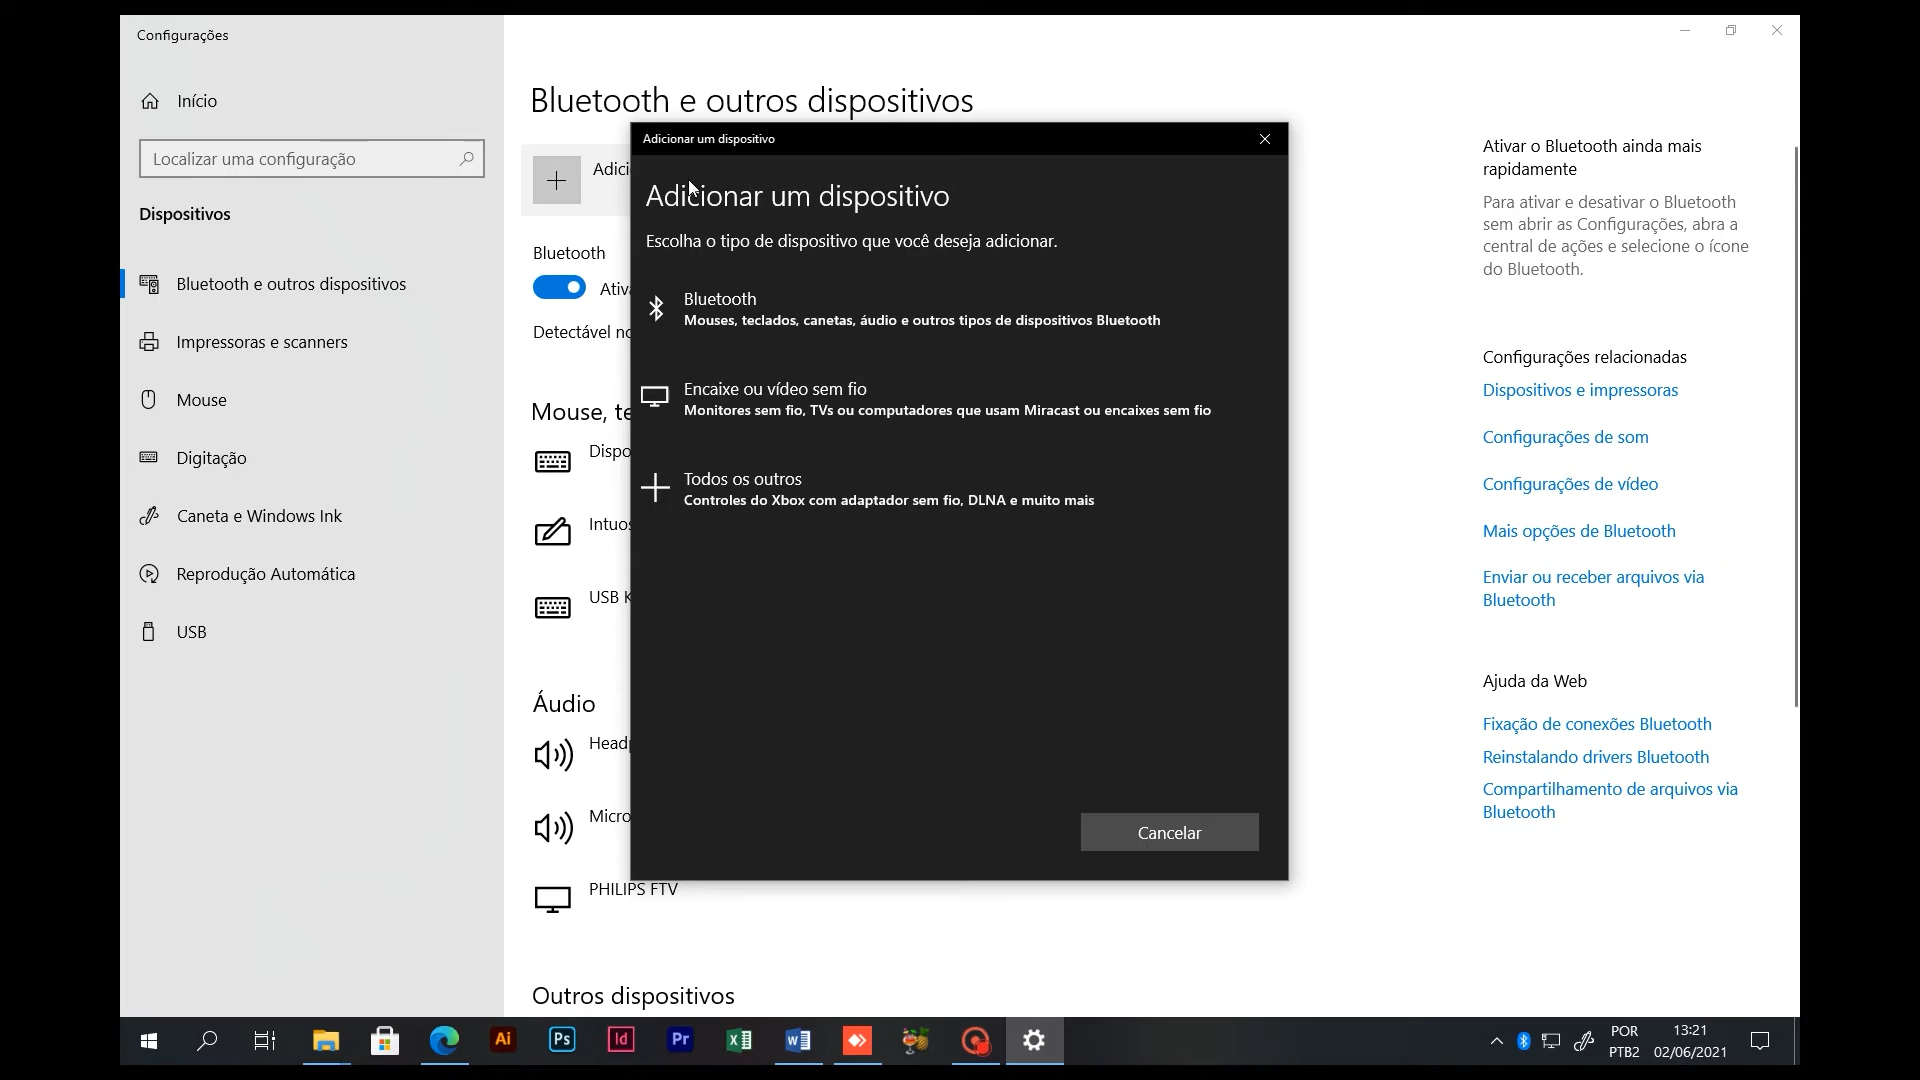 Configurações
Início
Localizar uma configuração
Dispositivos
Bluetooth e outros dispositivos
Impressoras e scanners
Mouse
Digitação
Caneta e Windows Ink
Reprodução Automática
USB
Bluetooth e outros dispositivos
Bluetooth
Mouse,
Áudio
PHILIPS FTV
Outros dispositivos
Adicionar um dispositivo
Adicionar um dispositivo
Escolha o tipo de dispositivo que você deseja adicionar.
Bluetooth
Mouses, teclados, canetas, áudio e outros tipos de dispositivos Bluetooth
Encaixe ou vídeo sem fio
Monitores sem fio, TVs ou computadores que usam Miracast ou encaixes sem fio
Todos os outros
Controles do Xbox com adaptador sem fio, DLNA e muito mais
Cancelar
Detectável
USB
Ativar o Bluetooth ainda mais
rapidamente
Para ativar e desativar o Bluetooth
sem abrir as Configurações, abra a
central de ações e selecione o ícone
do Bluetooth.
Configurações relacionadas
Dispositivos e impressoras
Configurações de som
Configurações de vídeo
Mais opções de Bluetooth
Enviar ou receber arquivos via
Bluetooth
Ajuda da Web
Fixação de conexões Bluetooth
Reinstalando drivers Bluetooth
Compartilhamento de arquivos via
Bluetooth
Ai
Ps
Id
Pr
POR
PTB2
13:21
02/06/2021